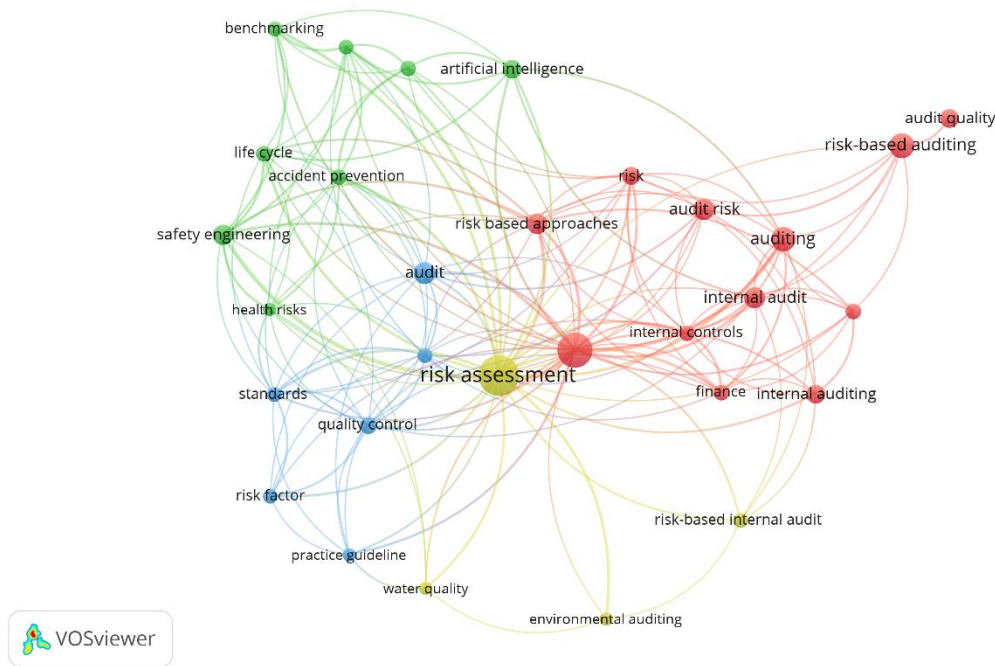 benchmarking
artificial intelligence
audit quality
risk-based auditing
life cycle
accident prevention
risk
audit risk
risk based approaches
safety engineering
auditing
audit
internal audit
health risks
internal controls
risk assessment
standards
finance
internal auditing
quality control
risk factor
risk-based internal audit
practice guideline
water quality
environmental auditing
VOSviewer